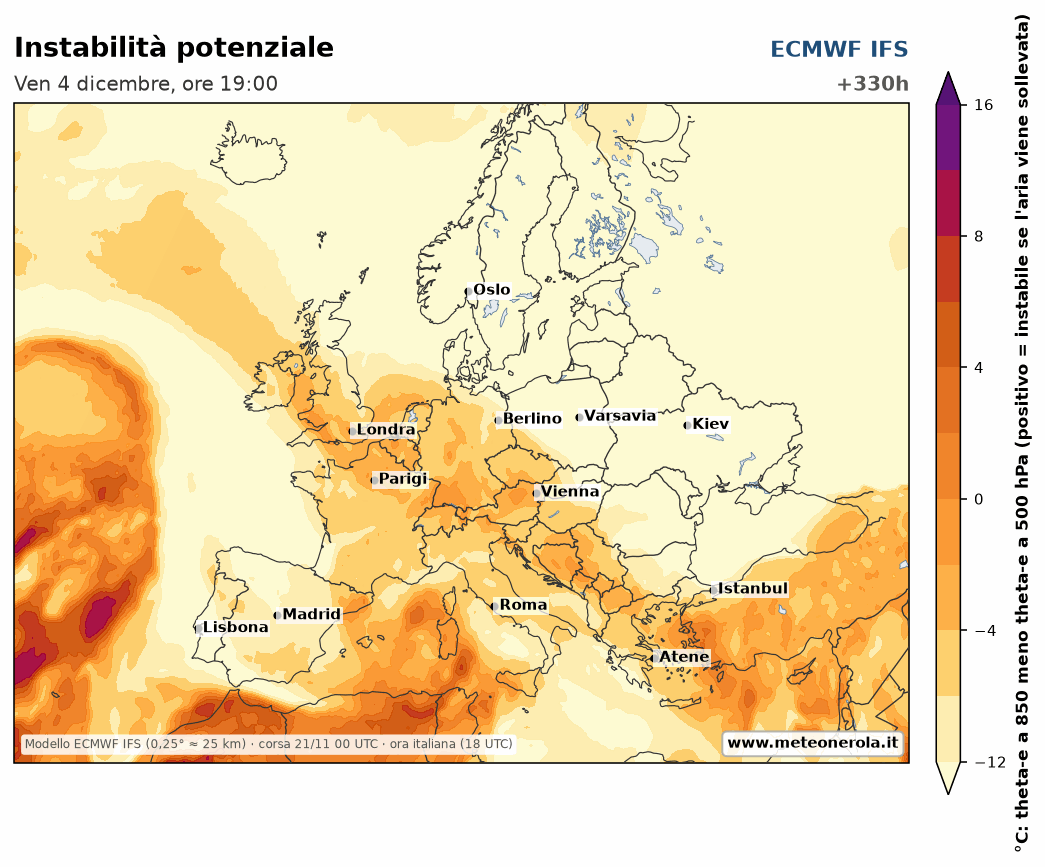 Instabilità potenziale
ECMWF IFS
Ven 4 dicembre, ore 19:00
+330h
Oslo
Berlino
Varsavia
Kiev
Londra
Parigi
Vienna
Istanbul
Roma
Madrid
Lisbona
Atene
Modello ECMWF IFS (0,25° ≈ 25 km) · corsa 21/11 00 UTC · ora italiana (18 UTC)
www.meteonerola.it
16
8
4
0
−4
−12
°C: theta-e a 850 meno theta-e a 500 hPa (positivo = instabile se l'aria viene sollevata)